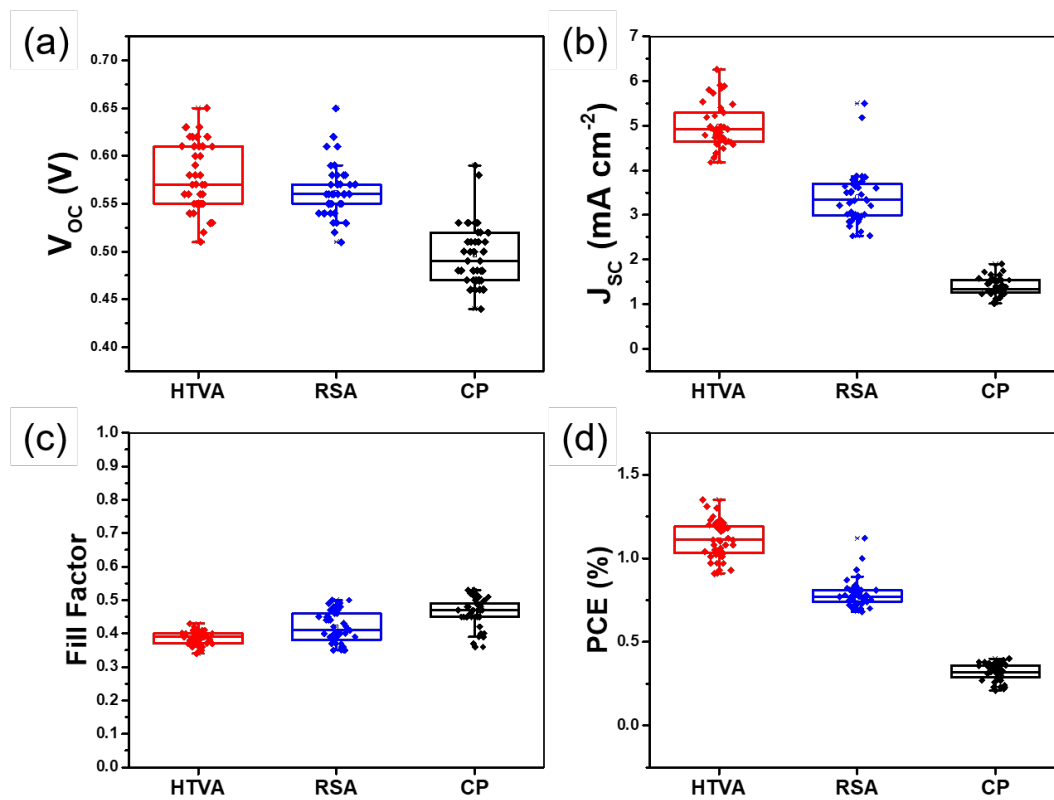 (a)
V_OC (V)
0.70
0.65
0.60
0.55
0.50
0.45
0.40
HTVA RSA CP
(b)
J_SC (mA cm⁻²)
7
6
5
4
3
2
1
0
HTVA RSA CP
(c)
Fill Factor
1.0
0.9
0.8
0.7
0.6
0.5
0.4
0.3
0.2
0.1
0.0
HTVA RSA CP
(d)
PCE (%)
1.5
1.0
0.5
0.0
HTVA RSA CP